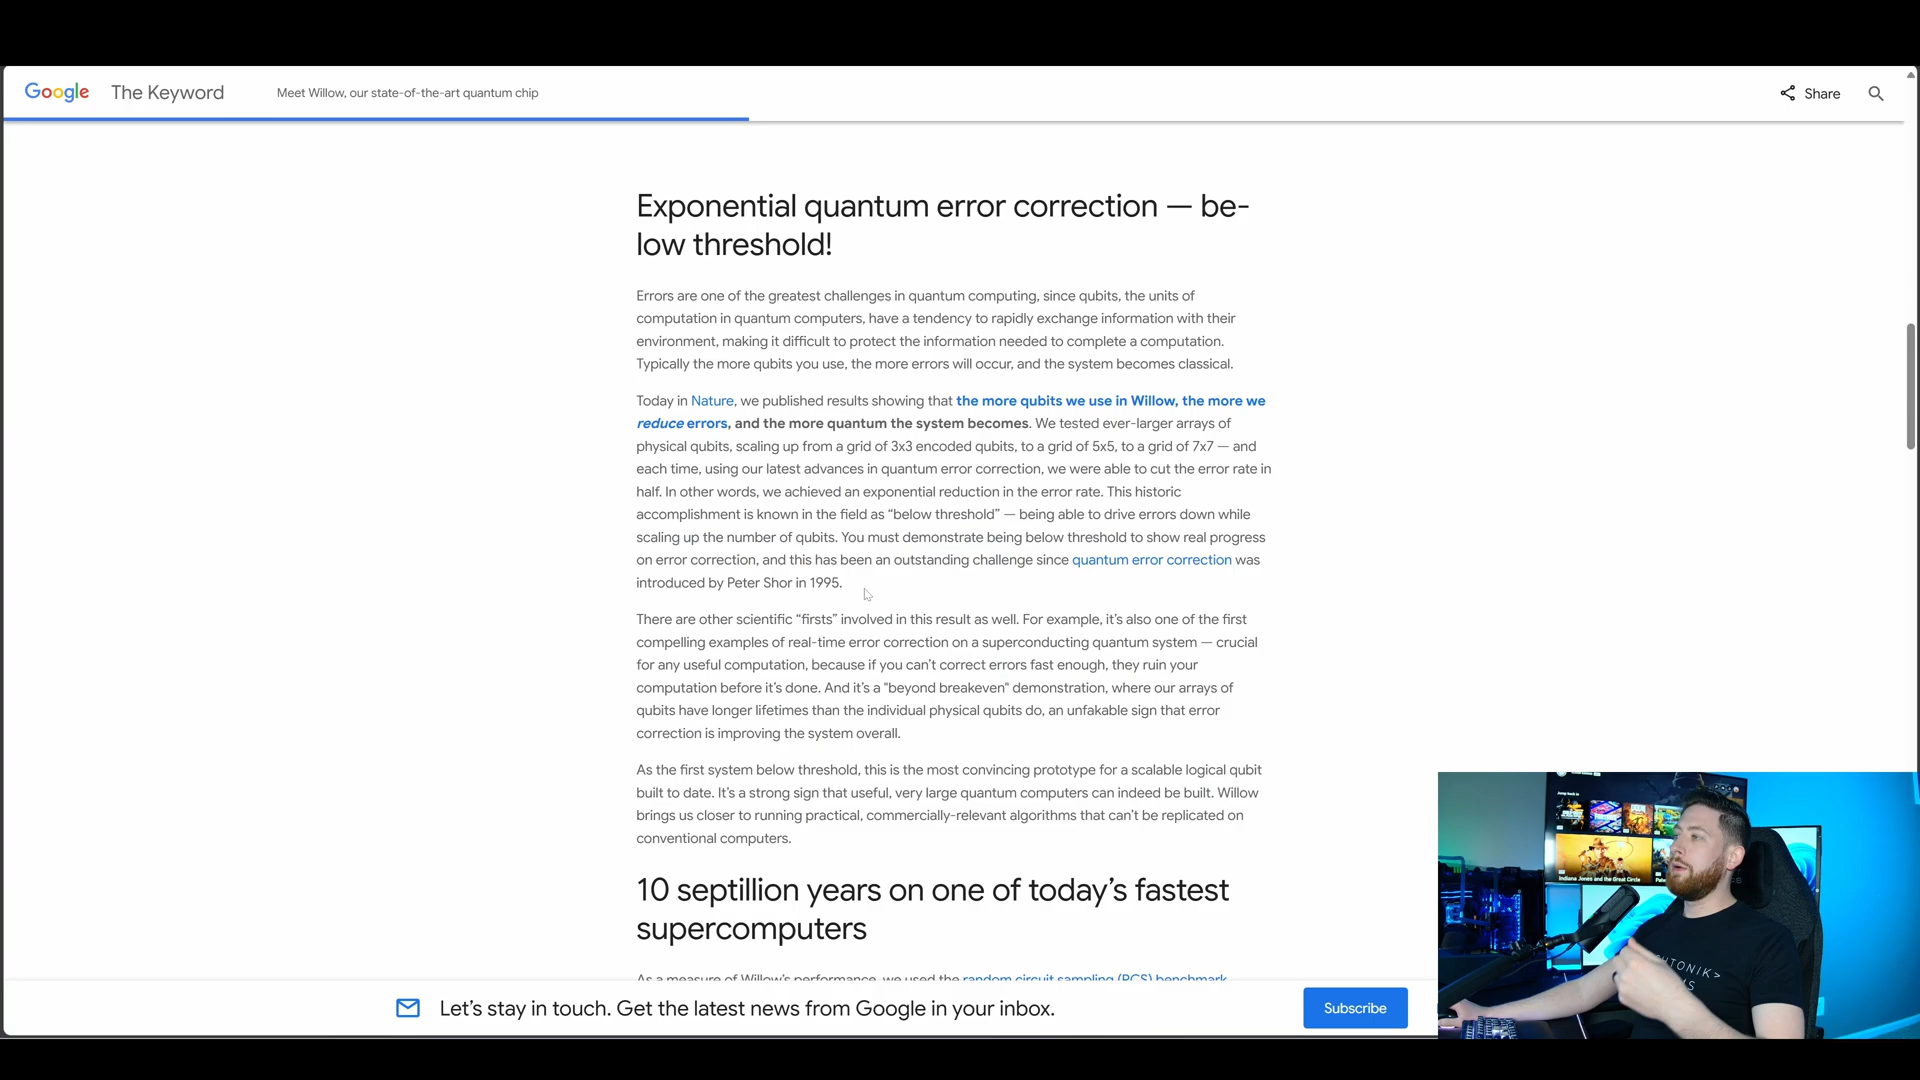 Google The Keyword Meet Willow, our state-of-the-art quantum chip Share
Exponential quantum error correction — be-
low threshold!
Errors are one of the greatest challenges in quantum computing, since qubits, the units of
computation in quantum computers, have a tendency to rapidly exchange information with their
environment, making it difficult to protect the information needed to complete a computation.
Typically the more qubits you use, the more errors will occur, and the system becomes classical.
Today in Nature, we published results showing that the more qubits we use in Willow, the more we
reduce errors, and the more quantum the system becomes. We tested ever-larger arrays of
physical qubits, scaling up from a grid of 3x3 encoded qubits, to a grid of 5x5, to a grid of 7x7 — and
each time, using our latest advances in quantum error correction, we were able to cut the error rate in
half. In other words, we achieved an exponential reduction in the error rate. This historic
accomplishment is known in the field as “below threshold” — being able to drive errors down while
scaling up the number of qubits. You must demonstrate being below threshold to show real progress
on error correction, and this has been an outstanding challenge since quantum error correction was
introduced by Peter Shor in 1995.
There are other scientific “firsts” involved in this result as well. For example, it’s also one of the first
compelling examples of real-time error correction on a superconducting quantum system — crucial
for any useful computation, because if you can’t correct errors fast enough, they ruin your
computation before it’s done. And it’s a "beyond breakeven" demonstration, where our arrays of
qubits have longer lifetimes than the individual physical qubits do, an unfakable sign that error
correction is improving the system overall.
As the first system below threshold, this is the most convincing prototype for a scalable logical qubit
built to date. It’s a strong sign that useful, very large quantum computers can indeed be built. Willow
brings us closer to running practical, commercially-relevant algorithms that can’t be replicated on
conventional computers.
10 septillion years on one of today’s fastest
supercomputers
As a measure of Willow’s performance, we used the random circuit sampling (RCS) benchmark.
Let’s stay in touch. Get the latest news from Google in your inbox. Subscribe
Indiana Jones and the Great Circle